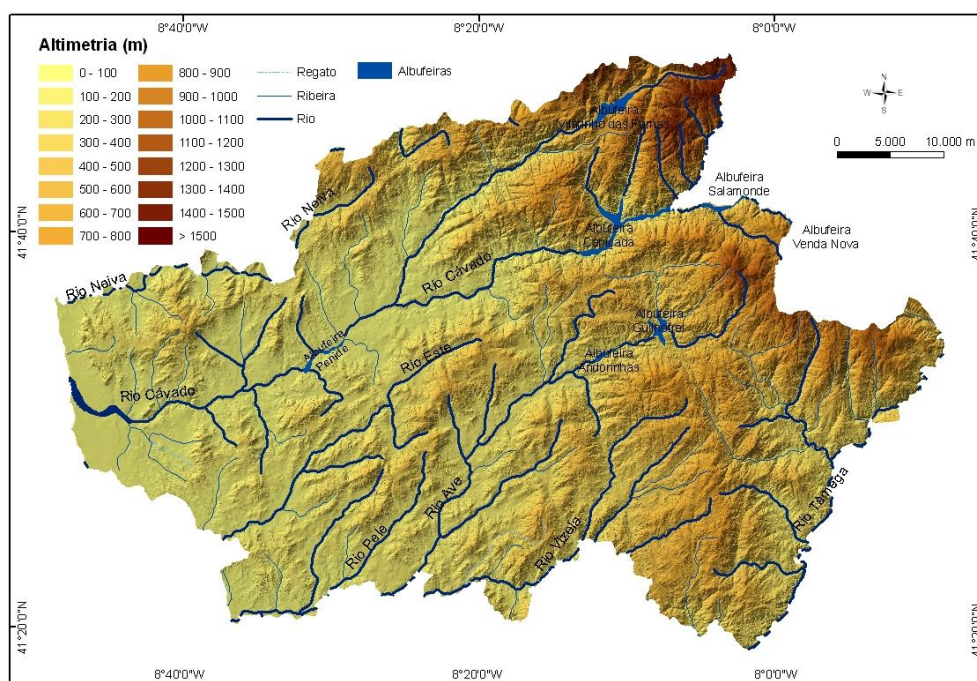 8°40'0"W
8°20'0"W
8°0'0"W
Altimetria (m)
0 - 100
100 - 200
200 - 300
300 - 400
400 - 500
500 - 600
600 - 700
700 - 800
800 - 900
900 - 1000
1000 - 1100
1100 - 1200
1200 - 1300
1300 - 1400
1400 - 1500
> 1500
Regato
Ribeira
Rio
Albufeiras
N
W E
S
0 5.000 10.000 m
Albufeira
Vilarinho das Furnas
Albufeira
Salamonde
Rio Neiva
Albufeira
Caniçada
Albufeira
Venda Nova
41°40'0"N
41°40'0"N
Rio Neiva
Rio Cávado
Albufeira
Guilhofrei
Albufeira
Penide
Rio Este
Albufeira
Andorinhas
Rio Cávado
Rio Ave
Rio Pele
Rio Vizela
Rio Tâmega
41°20'0"N
41°20'0"N
8°40'0"W
8°20'0"W
8°0'0"W